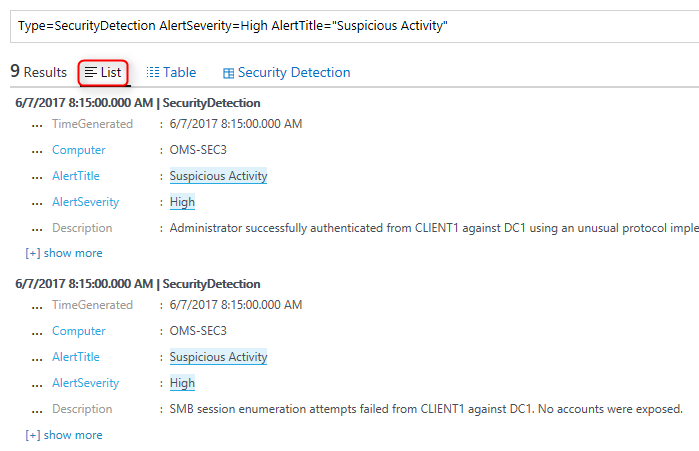 Type=SecurityDetection AlertSeverity=High AlertTitle="Suspicious Activity"
9 Results List Table Security Detection
6/7/2017 8:15:00.000 AM | SecurityDetection
... TimeGenerated : 6/7/2017 8:15:00.000 AM
... Computer : OMS-SEC3
... AlertTitle : Suspicious Activity
... AlertSeverity : High
... Description : Administrator successfully authenticated from CLIENT1 against DC1 using an unusual protocol imple
[+] show more
6/7/2017 8:15:00.000 AM | SecurityDetection
... TimeGenerated : 6/7/2017 8:15:00.000 AM
... Computer : OMS-SEC3
... AlertTitle : Suspicious Activity
... AlertSeverity : High
... Description : SMB session enumeration attempts failed from CLIENT1 against DC1. No accounts were exposed.
[+] show more